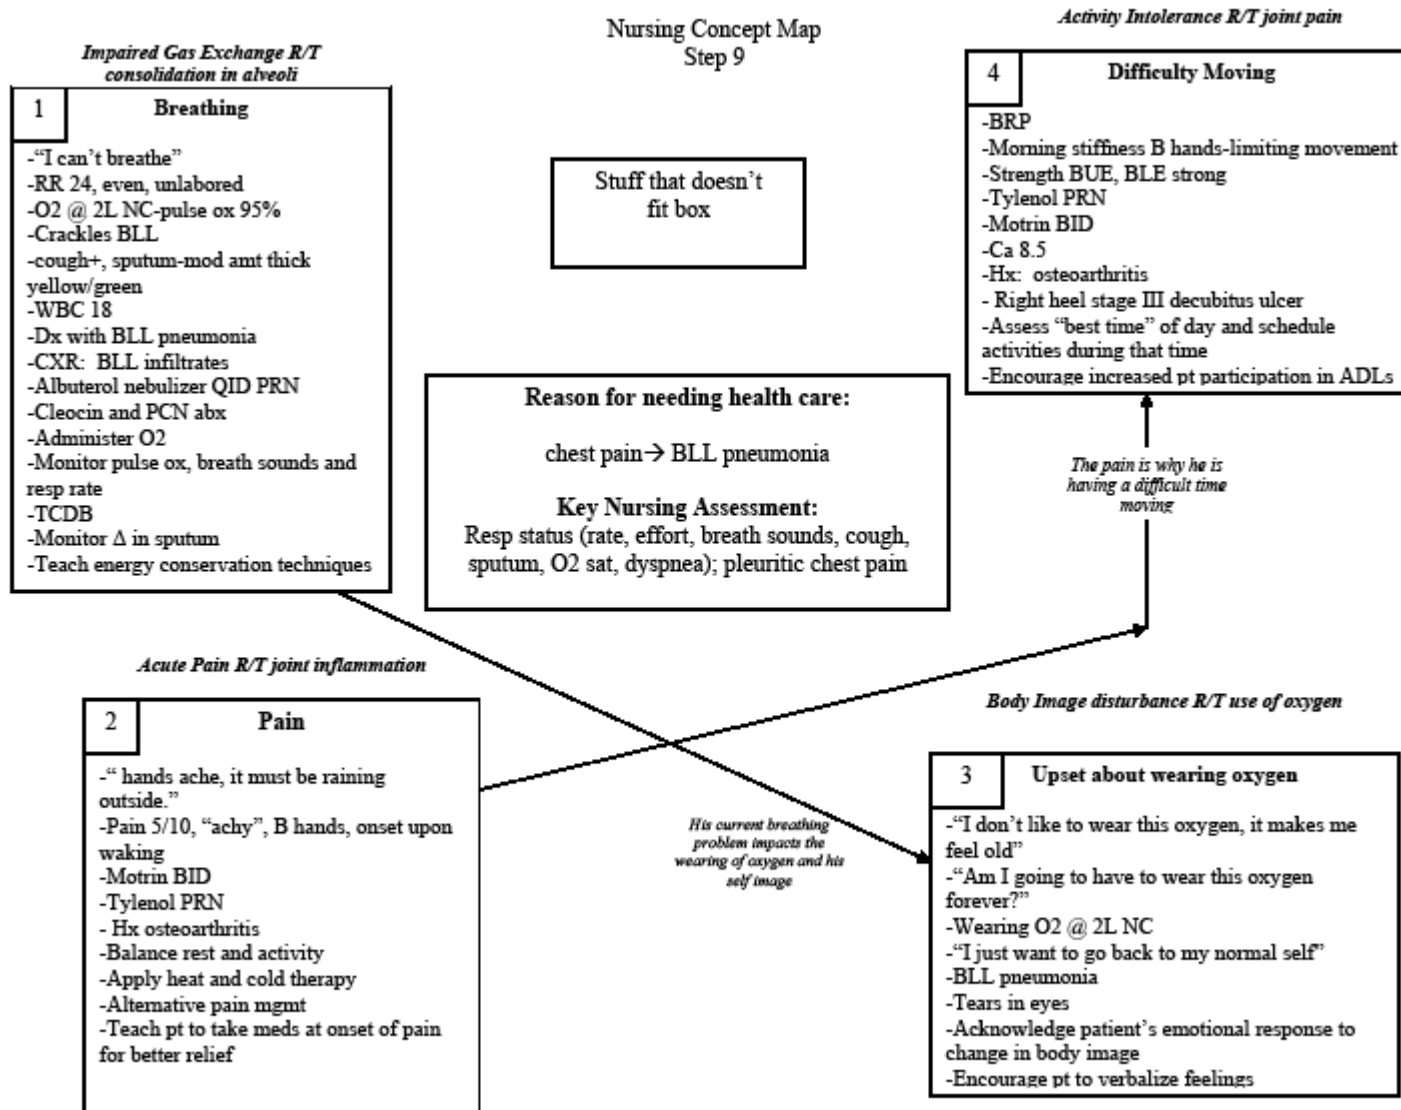 Nursing Concept Map
Step 9
Impaired Gas Exchange R/T
consolidation in alveoli
1
Breathing
-“I can’t breathe”
-RR 24, even, unlabored
-O2 @ 2L NC-pulse ox 95%
-Crackles BLL
-cough+, sputum-mod amt thick
yellow/green
-WBC 18
-Dx with BLL pneumonia
-CXR:  BLL infiltrates
-Albuterol nebulizer QID PRN
-Cleocin and PCN abx
-Administer O2
-Monitor pulse ox, breath sounds and
resp rate
-TCDB
-Monitor Δ in sputum
-Teach energy conservation techniques
Stuff that doesn’t
fit box
Reason for needing health care:
chest pain→ BLL pneumonia
Key Nursing Assessment:
Resp status (rate, effort, breath sounds, cough,
sputum, O2 sat, dyspnea); pleuritic chest pain
Activity Intolerance R/T joint pain
4
Difficulty Moving
-BRP
-Morning stiffness B hands-limiting movement
-Strength BUE, BLE strong
-Tylenol PRN
-Motrin BID
-Ca 8.5
-Hx:  osteoarthritis
- Right heel stage III decubitus ulcer
-Assess “best time” of day and schedule
activities during that time
-Encourage increased pt participation in ADLs
The pain is why he is
having a difficult time
moving
Acute Pain R/T joint inflammation
2
Pain
-“ hands ache, it must be raining
outside.”
-Pain 5/10, “achy”, B hands, onset upon
waking
-Motrin BID
-Tylenol PRN
- Hx osteoarthritis
-Balance rest and activity
-Apply heat and cold therapy
-Alternative pain mgmt
-Teach pt to take meds at onset of pain
for better relief
His current breathing
problem impacts the
wearing of oxygen and his
self image
Body Image disturbance R/T use of oxygen
3
Upset about wearing oxygen
-“I don’t like to wear this oxygen, it makes me
feel old”
-“Am I going to have to wear this oxygen
forever?”
-Wearing O2 @ 2L NC
-“I just want to go back to my normal self”
-BLL pneumonia
-Tears in eyes
-Acknowledge patient’s emotional response to
change in body image
-Encourage pt to verbalize feelings